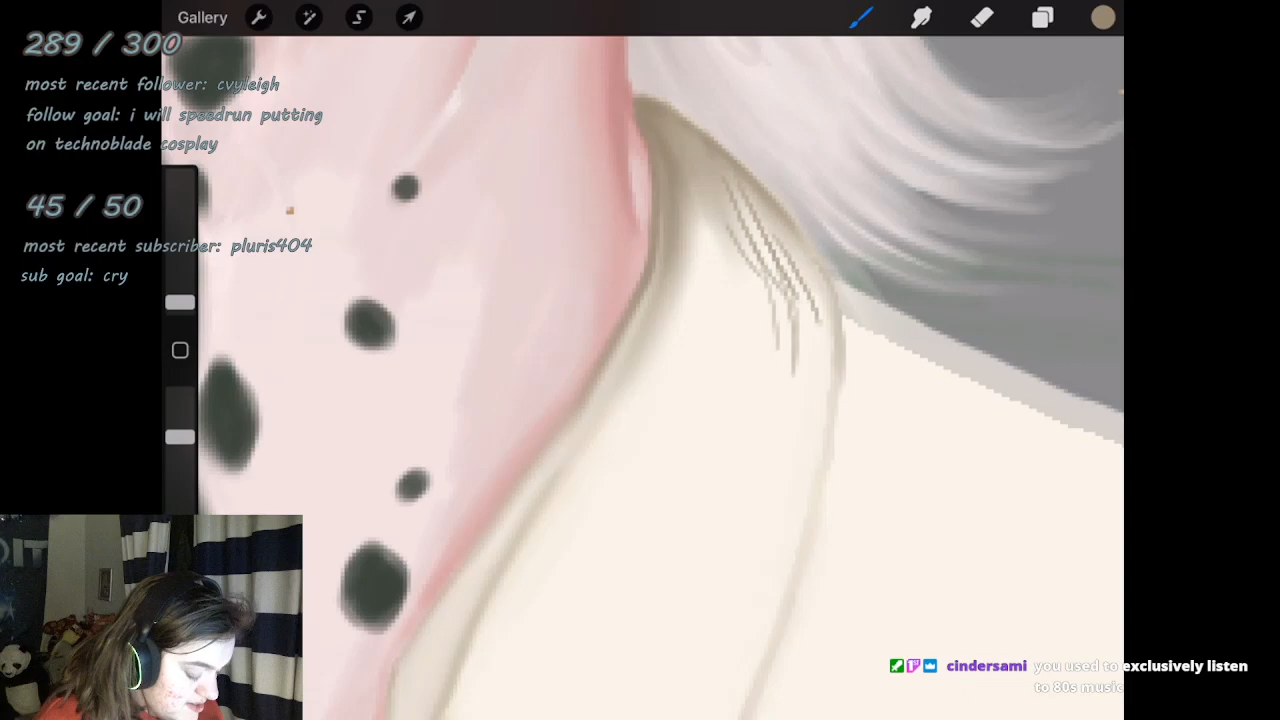 Gallery
289 / 300
most recent follower: cvyleigh
follow goal: i will speedrun putting
on technoblade cosplay
45 / 50
most recent subscriber: pluris404
sub goal: cry
cindersami you used to exclusively listen
to 80s music